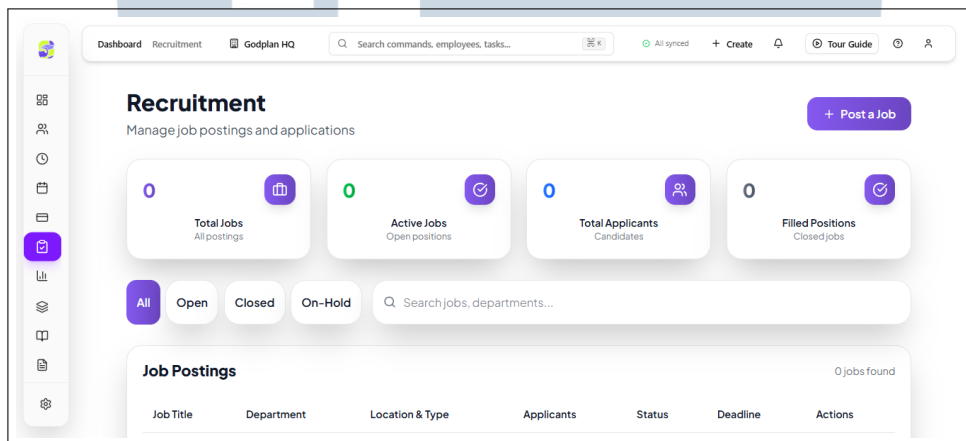 Dashboard Recruitment Godplan HQ Search commands, employees, tasks... ⌘ K All synced + Create Tour Guide
Recruitment
Manage job postings and applications
+ Post a Job
0 0 0 0
Total Jobs Active Jobs Total Applicants Filled Positions
All postings Open positions Candidates Closed jobs
All Open Closed On-Hold Search jobs, departments...
Job Postings 0 jobs found
Job Title Department Location & Type Applicants Status Deadline Actions